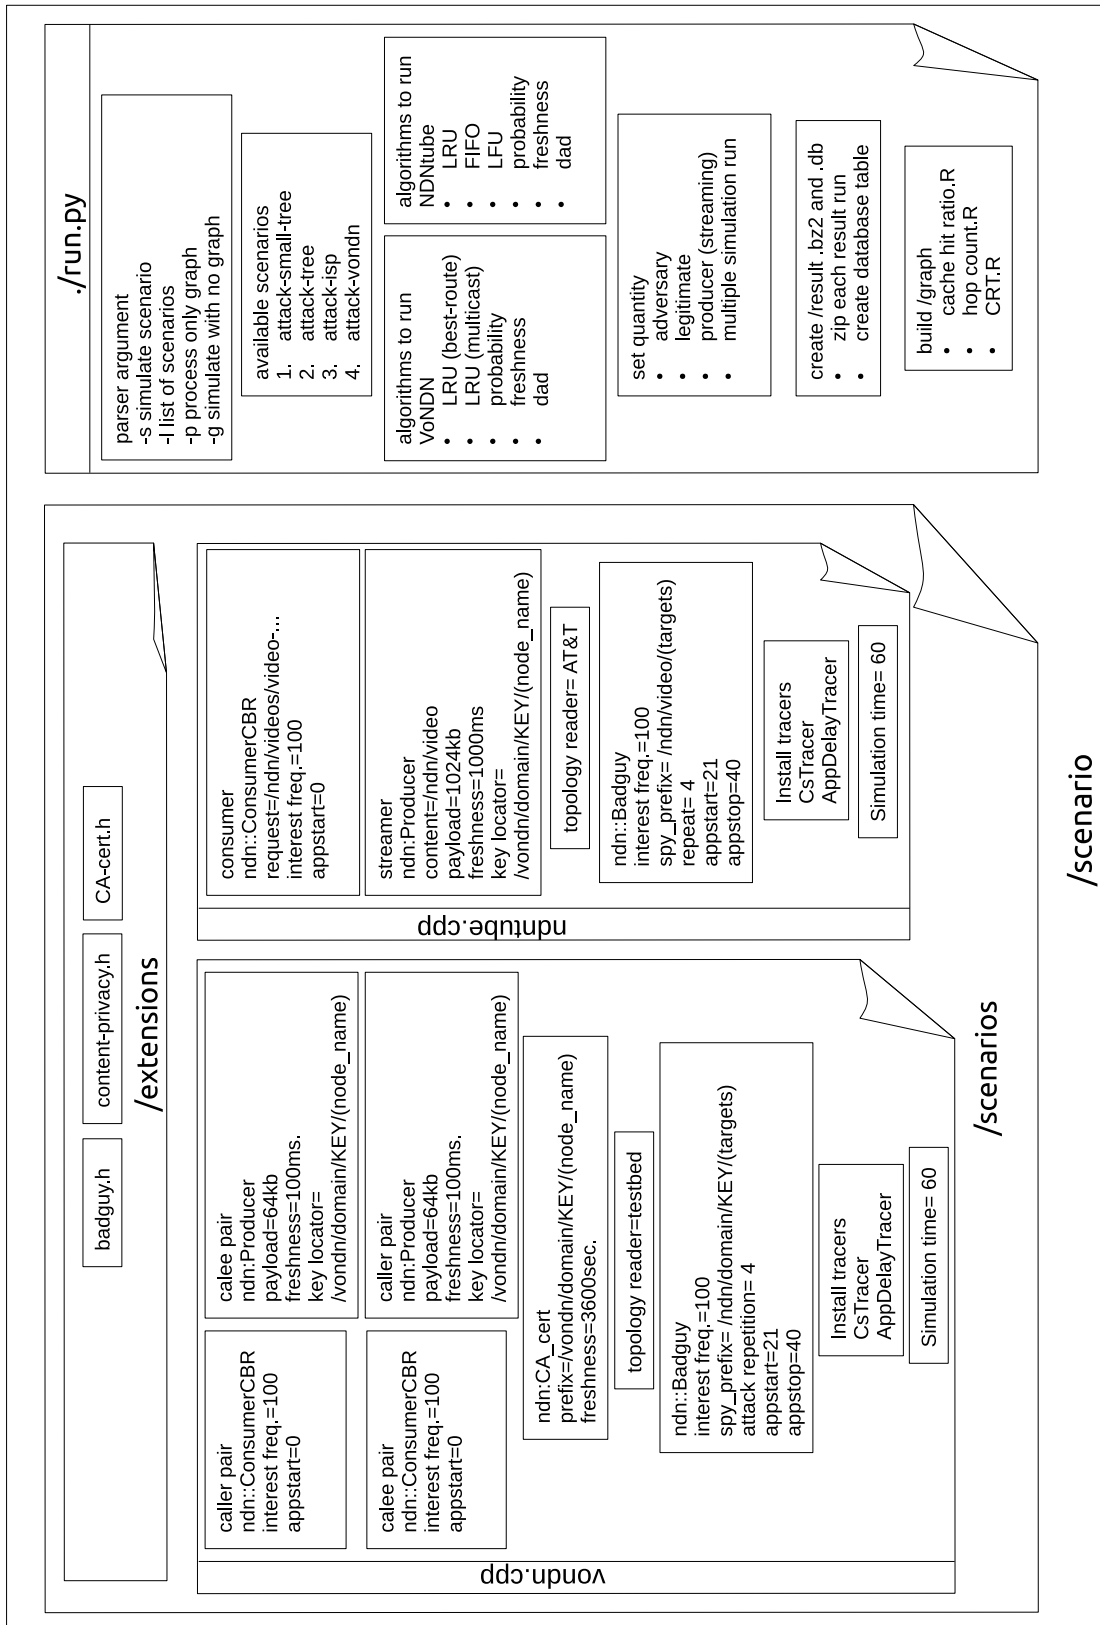 /extensions
badguy.h
content-privacy.h
CA-cert.h
vondn.cpp
caller pair
ndn::ConsumerCBR
interest freq.=100
appstart=0
calee pair
ndn:Producer
payload=64kb
freshness=100ms.
key locator=
/vondn/domain/KEY/(node_name)
calee pair
ndn::ConsumerCBR
interest freq.=100
appstart=0
caller pair
ndn:Producer
payload=64kb
freshness=100ms.
key locator=
/vondn/domain/KEY/(node_name)
ndn:CA_cert
prefix=/vondn/domain/KEY/(node_name)
freshness=3600sec.
topology reader=testbed
ndn::Badguy
interest freq.=100
spy_prefix= /ndn/domain/KEY/(targets)
attack repetition= 4
appstart=21
appstop=40
Install tracers
CsTracer
AppDelayTracer
Simulation time= 60
ndntube.cpp
consumer
ndn::ConsumerCBR
request=/ndn/videos/video-...
interest freq.=100
appstart=0
streamer
ndn:Producer
content=/ndn/video
payload=1024kb
freshness=1000ms
key locator=
/vondn/domain/KEY/(node_name)
topology reader= AT&T
ndn::Badguy
interest freq.=100
spy_prefix= /ndn/video/(targets)
repeat= 4
appstart=21
appstop=40
Install tracers
CsTracer
AppDelayTracer
Simulation time= 60
/scenarios
./run.py
parser argument
-s simulate scenario
-l list of scenarios
-p process only graph
-g simulate with no graph
available scenarios
1. attack-small-tree
2. attack-tree
3. attack-isp
4. attack-vondn
algorithms to run
VoNDN
• LRU (best-route)
• LRU (multicast)
• probability
• freshness
• dad
algorithms to run
NDNtube
• LRU
• FIFO
• LFU
• probability
• freshness
• dad
set quantity
• adversary
• legitimate
• producer (streaming)
• multiple simulation run
create /result .bz2 and .db
• zip each result run
• create database table
build /graph
• cache hit ratio.R
• hop count.R
• CRT.R
/scenario